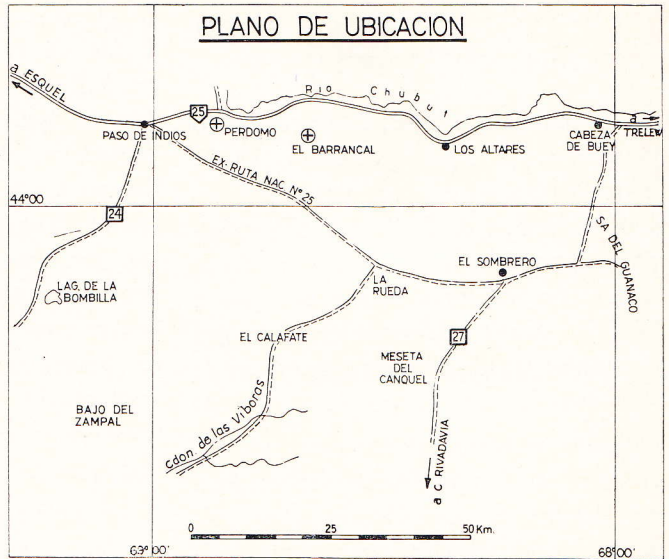 PLANO DE UBICACION
a ESQUEL
25
Rio Chubut
PASO DE INDIOS
PERDOMO
EL BARRANCAL
LOS ALTARES
CABEZA
DE BUEY
a
TRELEW
EX-RUTA NAC Nº 25
44°00
24
SA DEL GUANACO
EL SOMBRERO
LAG. DE LA
BOMBILLA
LA
RUEDA
EL CALAFATE
27
MESETA
DEL
CANQUEL
BAJO DEL
ZAMPAL
Cdon de las Víboras
a C RIVADAVIA
0 25 50 Km.
69°00'
68°00'